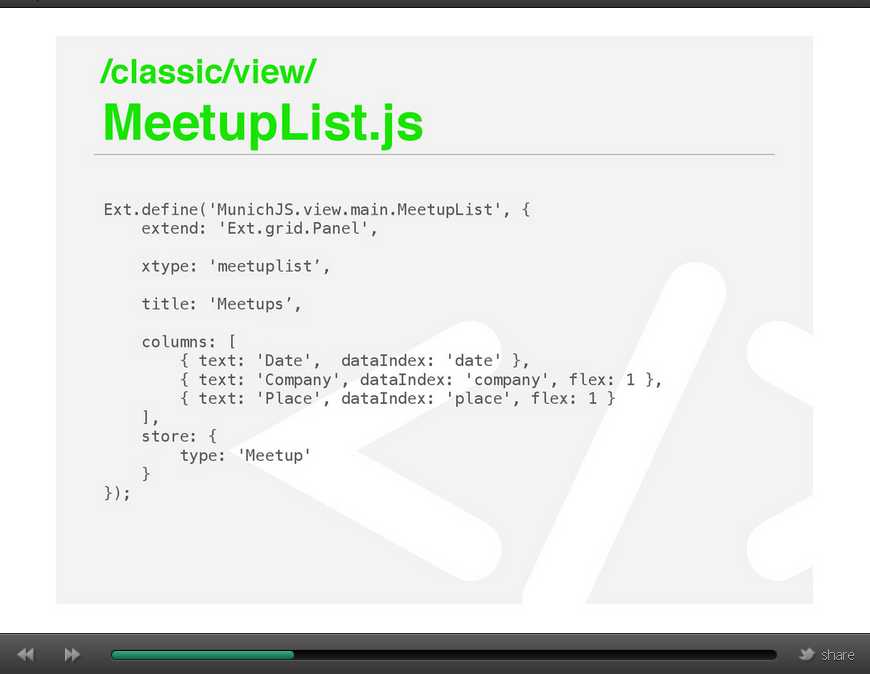 /classic/view/
MeetupList.js
Ext.define('MunichJS.view.main.MeetupList', {
    extend: 'Ext.grid.Panel',
    xtype: 'meetuplist’,
    title: 'Meetups’,
    columns: [
        { text: 'Date',  dataIndex: 'date' },
        { text: 'Company', dataIndex: 'company', flex: 1 },
        { text: 'Place', dataIndex: 'place', flex: 1 }
    ],
    store: {
        type: 'Meetup'
    }
});
share